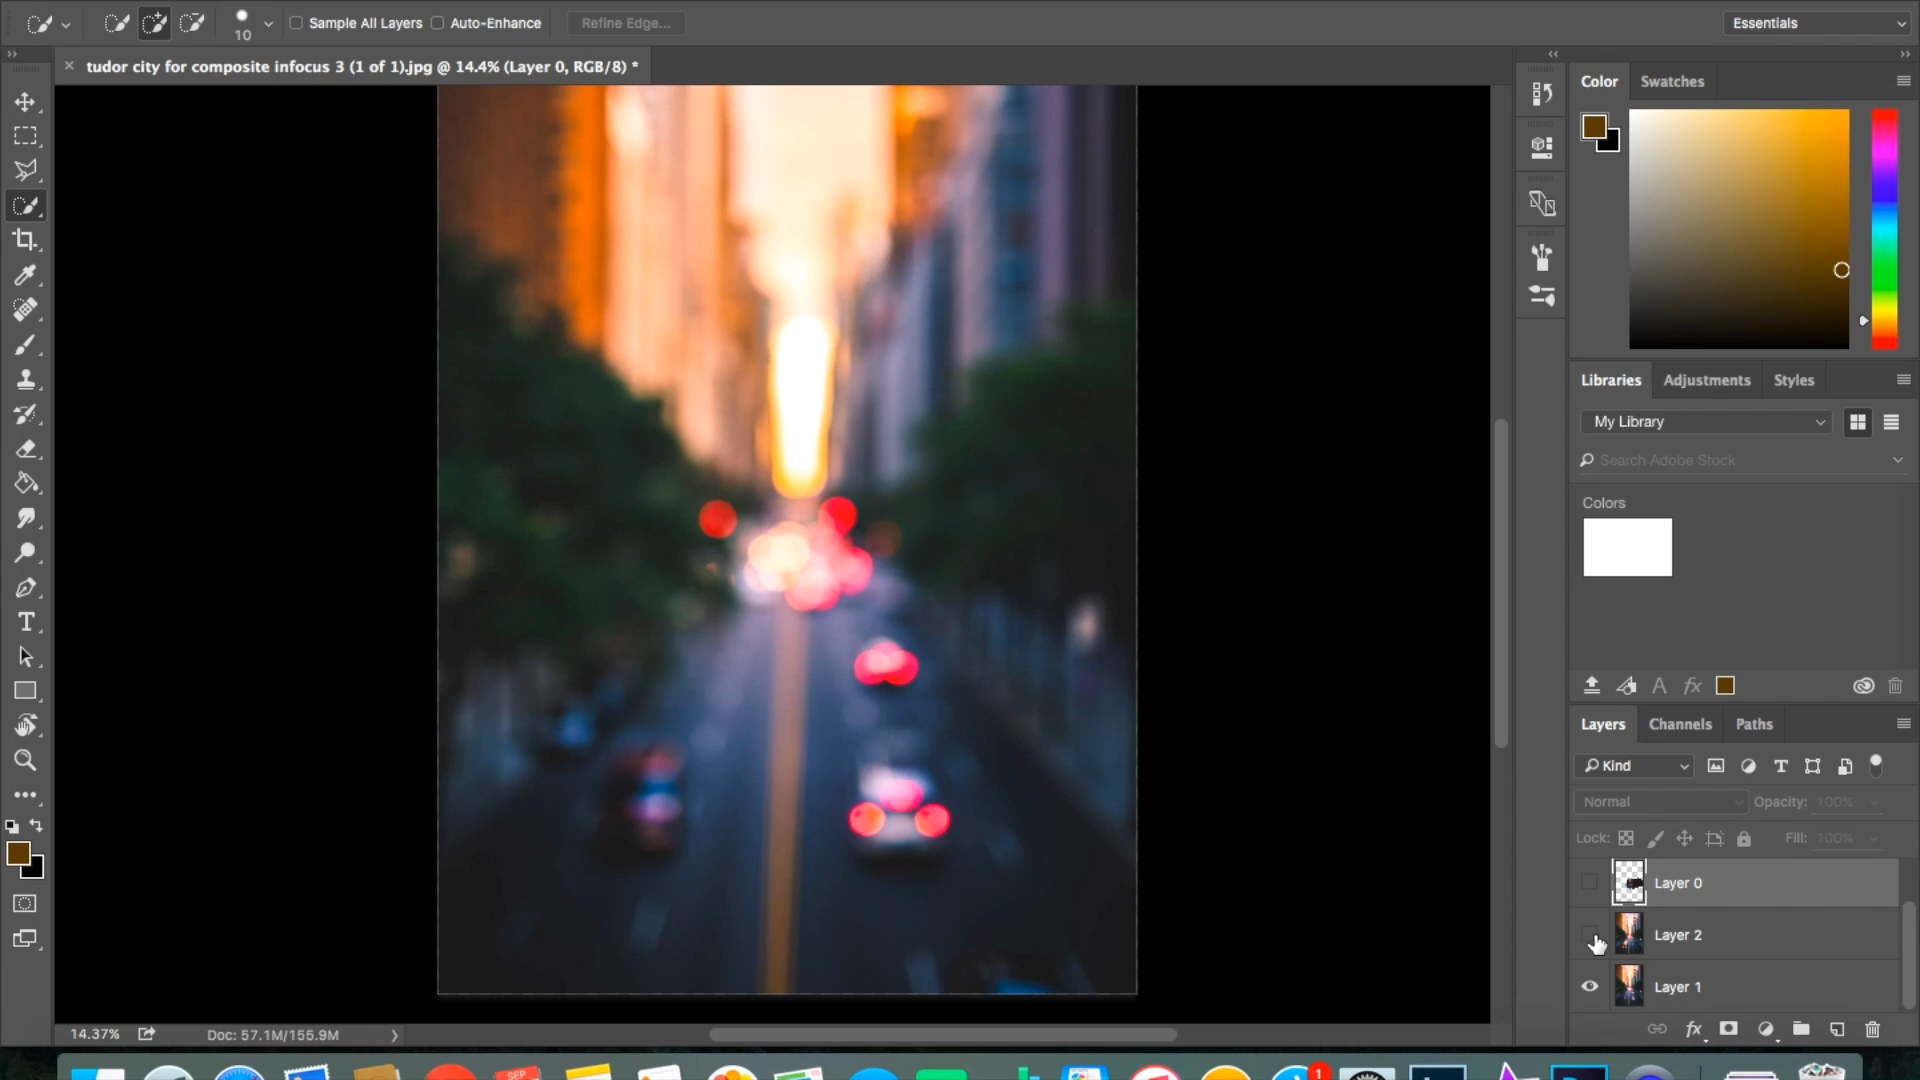 10
Sample All Layers
Auto-Enhance
Refine Edge...
Essentials
tudor city for composite infocus 3 (1 of 1).jpg @ 14.4% (Layer 0, RGB/8) *
Color
Swatches
Libraries
Adjustments
Styles
My Library
Search Adobe Stock
Colors
Layers
Channels
Paths
Kind
Normal
Opacity: 100%
Lock:
Fill: 100%
Layer 0
Layer 2
Layer 1
14.37%
Doc: 57.1M/155.9M
SEP
1